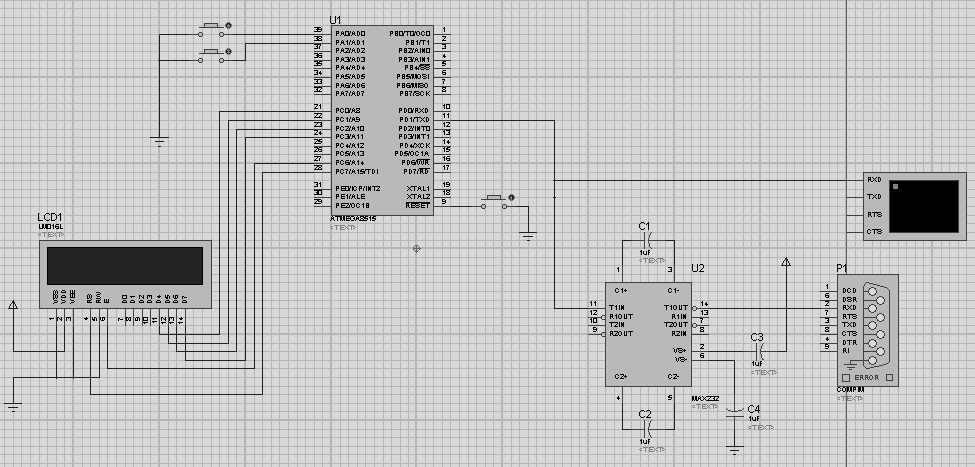 U1
39 PA0/AD0 PB0/T0/OC0 1
38 PA1/AD1 PB1/T1 2
37 PA2/AD2 PB2/AIN0 3
36 PA3/AD3 PB3/AIN1 4
35 PA4/AD4 PB4/SS 5
34 PA5/AD5 PB5/MOSI 6
33 PA6/AD6 PB6/MISO 7
32 PA7/AD7 PB7/SCK 8
21 PC0/A8 PD0/RXD 10
22 PC1/A9 PD1/TXD 11
23 PC2/A10 PD2/INT0 12
24 PC3/A11 PD3/INT1 13
25 PC4/A12 PD4/XCK 14
26 PC5/A13 PD5/OC1A 15
27 PC6/A14 PD6/WR 16
28 PC7/A15/TDI PD7/RD 17
31 PE0/ICP/INT2 XTAL1 19
30 PE1/ALE XTAL2 18
29 PE2/OC1B RESET 9
ATMEGA8515
<TEXT>
RXD
TXD
RTS
CTS
LCD1
LM016L
<TEXT>
VSS VDD VEE RS RW E D0 D1 D2 D3 D4 D5 D6 D7
1 2 3 4 5 6 7 8 9 10 11 12 13 14
C1
1uF
<TEXT>
U2
1 3
C1+ C1-
11 T1IN T1OUT 14
12 R1OUT R1IN 13
10 T2IN T2OUT 7
9 R2OUT R2IN 8
VS+ 2
VS- 6
C2+ C2-
4 5
MAX232
<TEXT>
C2
1uF
<TEXT>
C3
1uF
<TEXT>
C4
1uF
<TEXT>
P1
1 DCD
6 DSR
2 RXD
7 RTS
3 TXD
8 CTS
4 DTR
9 RI
ERROR
COMPIM
<TEXT>